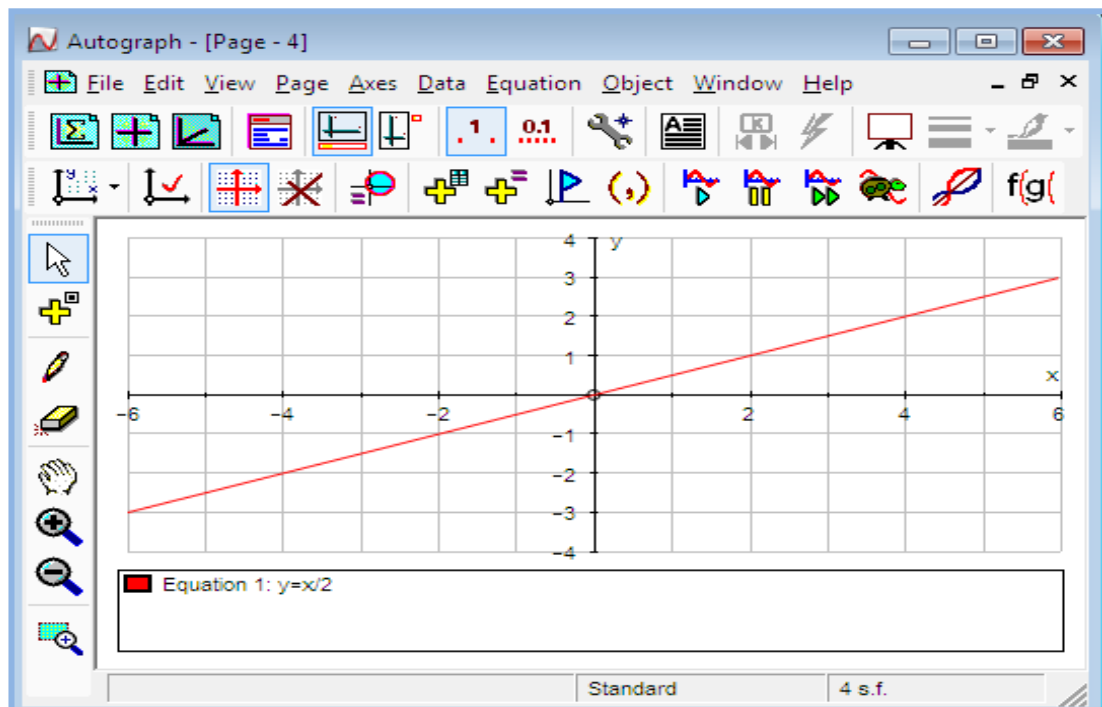 Autograph - [Page - 4]
File Edit View Page Axes Data Equation Object Window Help
Σ .1. 0.1 A K
y x (,) f(g(
4 y
3
2
1
x
-6 -4 -2 2 4 6
-1
-2
-3
-4
Equation 1: y=x/2
Standard 4 s.f.